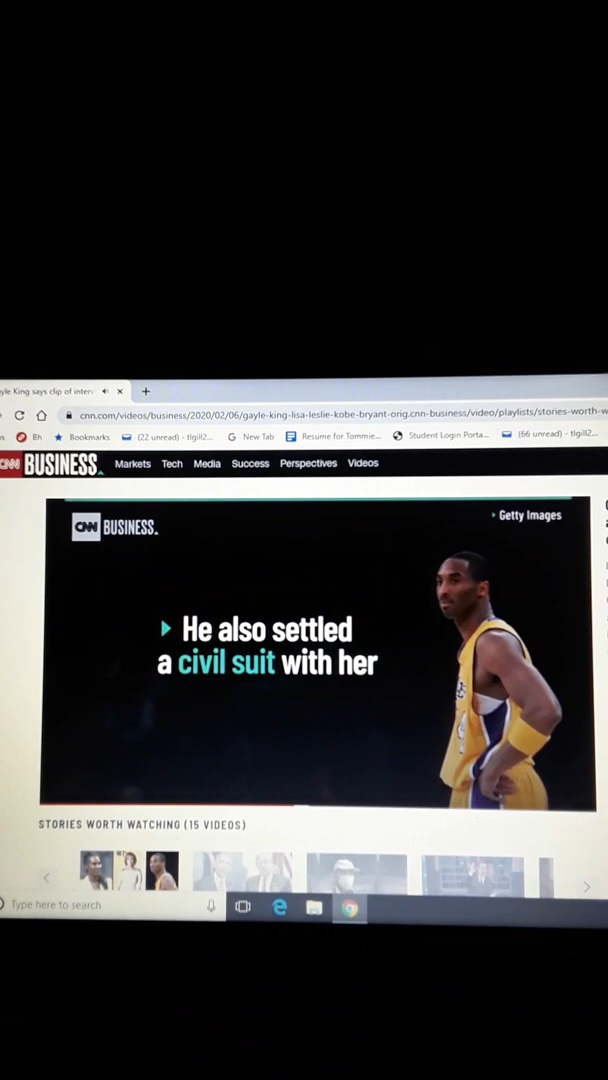 yle King says clip of inter
cnn.com/videos/business/2020/02/06/gayle-king-lisa-leslie-kobe-bryant-orig.cnn-business/video/playlists/stories-worth-w
Bh Bookmarks (22 unread) - tlgill2... New Tab Resume for Tommie... Student Login Porta... (66 unread) - tlgill2...
CNN BUSINESS Markets Tech Media Success Perspectives Videos
CNN BUSINESS.
Getty Images
He also settled
a civil suit with her
STORIES WORTH WATCHING (15 VIDEOS)
Type here to search